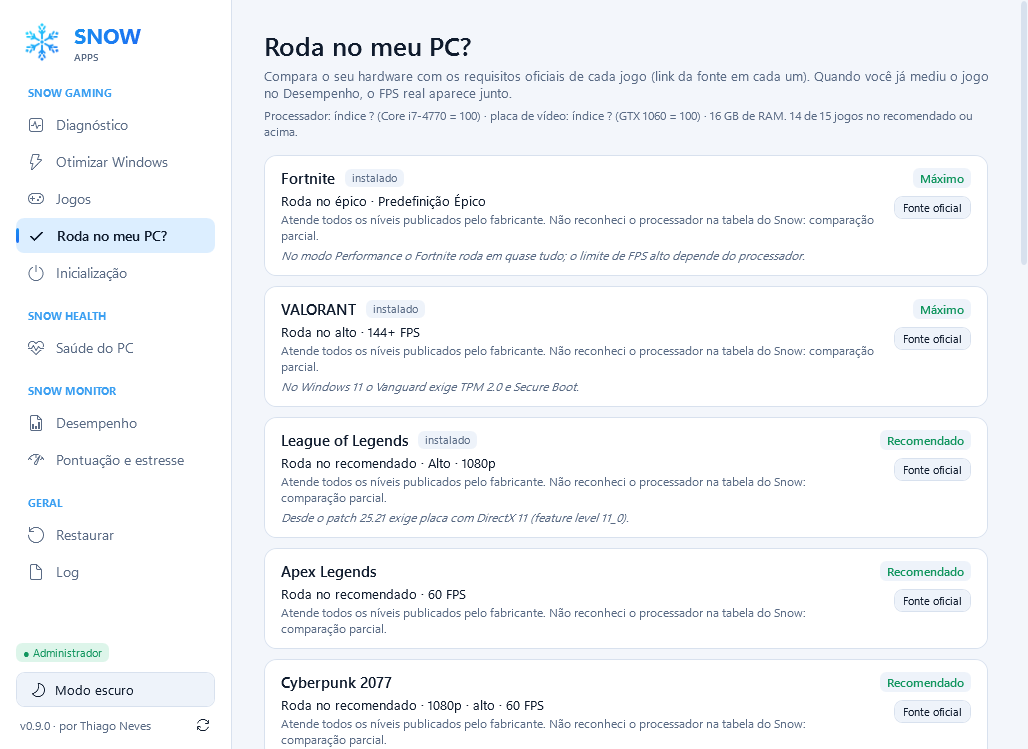 SNOW
APPS
SNOW GAMING
Diagnóstico
Otimizar Windows
Jogos
Roda no meu PC?
Inicialização
SNOW HEALTH
Saúde do PC
SNOW MONITOR
Desempenho
Pontuação e estresse
GERAL
Restaurar
Log
Administrador
Modo escuro
v0.9.0 · por Thiago Neves
Roda no meu PC?
Compara o seu hardware com os requisitos oficiais de cada jogo (link da fonte em cada um). Quando você já mediu o jogo
no Desempenho, o FPS real aparece junto.
Processador: índice ? (Core i7-4770 = 100) · placa de vídeo: índice ? (GTX 1060 = 100) · 16 GB de RAM. 14 de 15 jogos no recomendado ou
acima.
Fortnite instalado Máximo
Roda no épico · Predefinição Épico Fonte oficial
Atende todos os níveis publicados pelo fabricante. Não reconheci o processador na tabela do Snow: comparação
parcial.
No modo Performance o Fortnite roda em quase tudo; o limite de FPS alto depende do processador.
VALORANT instalado Máximo
Roda no alto · 144+ FPS Fonte oficial
Atende todos os níveis publicados pelo fabricante. Não reconheci o processador na tabela do Snow: comparação
parcial.
No Windows 11 o Vanguard exige TPM 2.0 e Secure Boot.
League of Legends instalado Recomendado
Roda no recomendado · Alto · 1080p Fonte oficial
Atende todos os níveis publicados pelo fabricante. Não reconheci o processador na tabela do Snow:
comparação parcial.
Desde o patch 25.21 exige placa com DirectX 11 (feature level 11_0).
Apex Legends Recomendado
Roda no recomendado · 60 FPS Fonte oficial
Atende todos os níveis publicados pelo fabricante. Não reconheci o processador na tabela do Snow:
comparação parcial.
Cyberpunk 2077 Recomendado
Roda no recomendado · 1080p · alto · 60 FPS Fonte oficial
Atende todos os níveis publicados pelo fabricante. Não reconheci o processador na tabela do Snow:
comparação parcial.